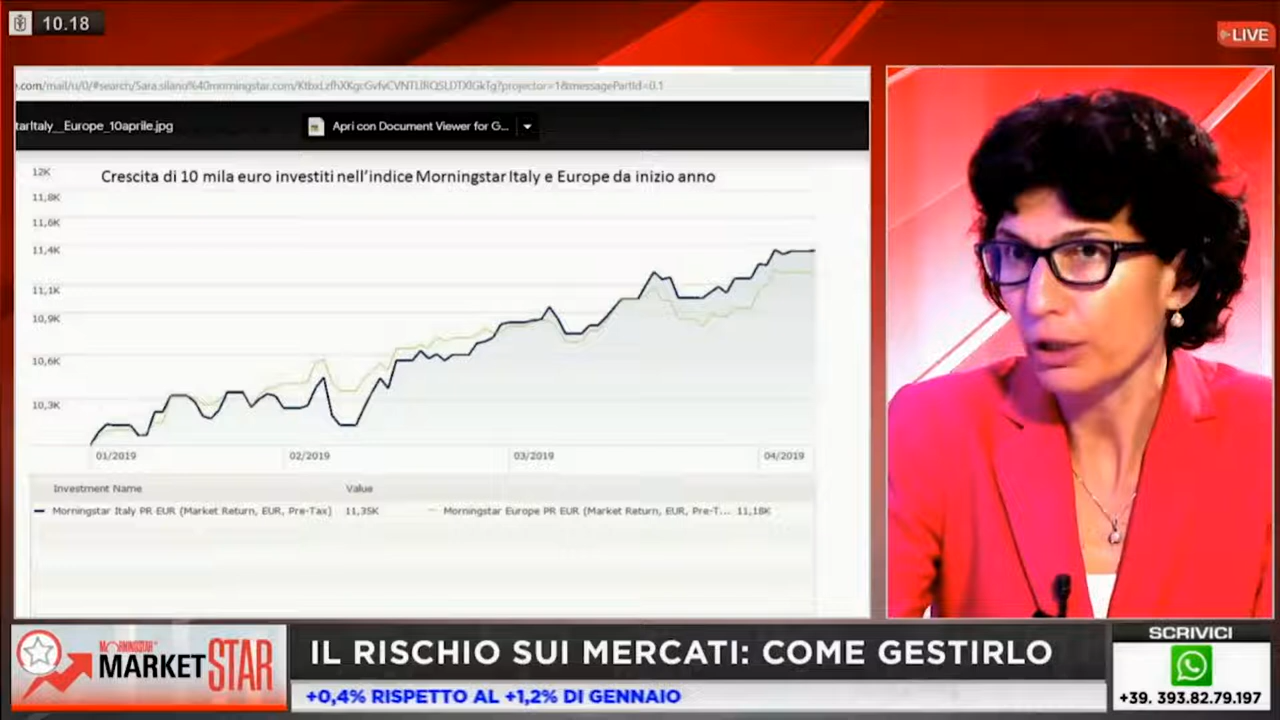 10.18
LIVE
taritaly__Europe_10aprile.jpg
Apri con Document Viewer for G...
Crescita di 10 mila euro investiti nell'indice Morningstar Italy e Europe da inizio anno
12K
11,8K
11,6K
11,4K
11,1K
10,9K
10,6K
10,3K
01/2019
02/2019
03/2019
04/2019
Investment Name
Value
Morningstar Italy PR EUR (Market Return, EUR, Pre-Tax)
11,35K
Morningstar Europe PR EUR (Market Return, EUR, Pre-T...
11,18K
MORNINGSTAR
MARKET STAR
IL RISCHIO SUI MERCATI: COME GESTIRLO
+0,4% RISPETTO AL +1,2% DI GENNAIO
SCRIVICI
+39. 393.82.79.197